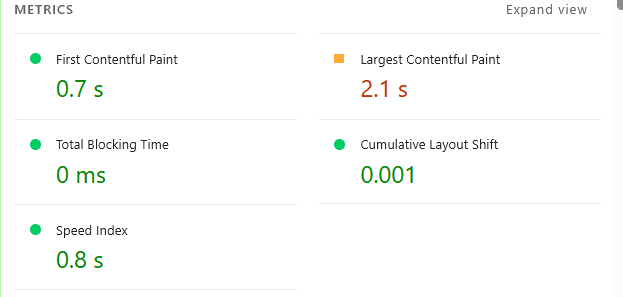 METRICS
Expand view
First Contentful Paint
0.7 s
Largest Contentful Paint
2.1 s
Total Blocking Time
0 ms
Cumulative Layout Shift
0.001
Speed Index
0.8 s